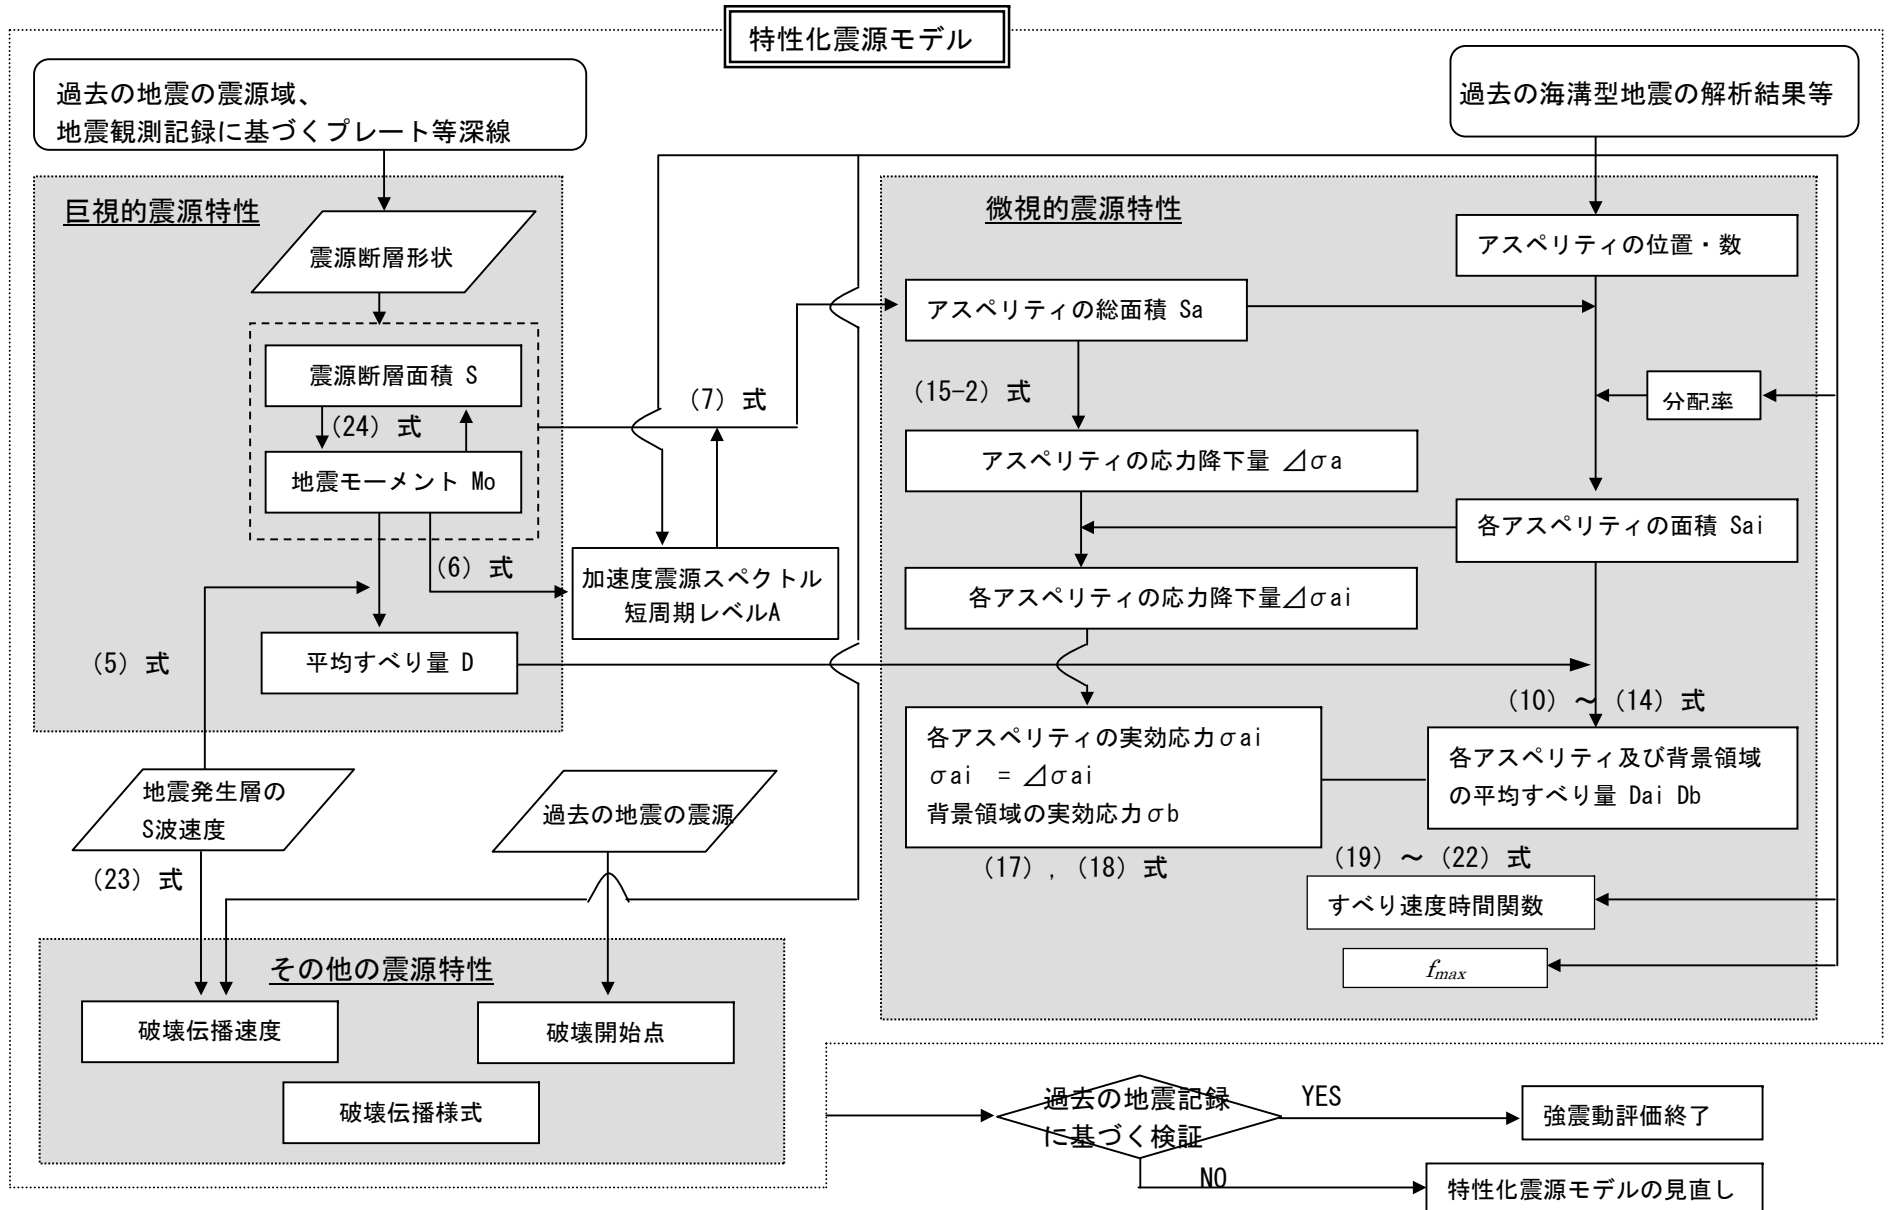 特性化震源モデル
過去の地震の震源域、
地震観測記録に基づくプレート等深線
過去の海溝型地震の解析結果等
巨視的震源特性
震源断層形状
震源断層面積 S
(24) 式
地震モーメント Mo
(6) 式
(7) 式
加速度震源スペクトル
短周期レベルA
(5) 式
平均すべり量 D
地震発生層の
S波速度
(23) 式
過去の地震の震源
その他の震源特性
破壊伝播速度
破壊開始点
破壊伝播様式
微視的震源特性
アスペリティの位置・数
アスペリティの総面積 Sa
(15-2) 式
分配率
アスペリティの応力降下量 ⊿σa
各アスペリティの面積 Sai
各アスペリティの応力降下量⊿σai
(10) ～ (14) 式
各アスペリティの実効応力σai
σai = ⊿σai
背景領域の実効応力σb
各アスペリティ及び背景領域
の平均すべり量 Dai Db
(17) , (18) 式
(19) ～ (22) 式
すべり速度時間関数
fmax
過去の地震記録
に基づく検証
YES
強震動評価終了
NO
特性化震源モデルの見直し